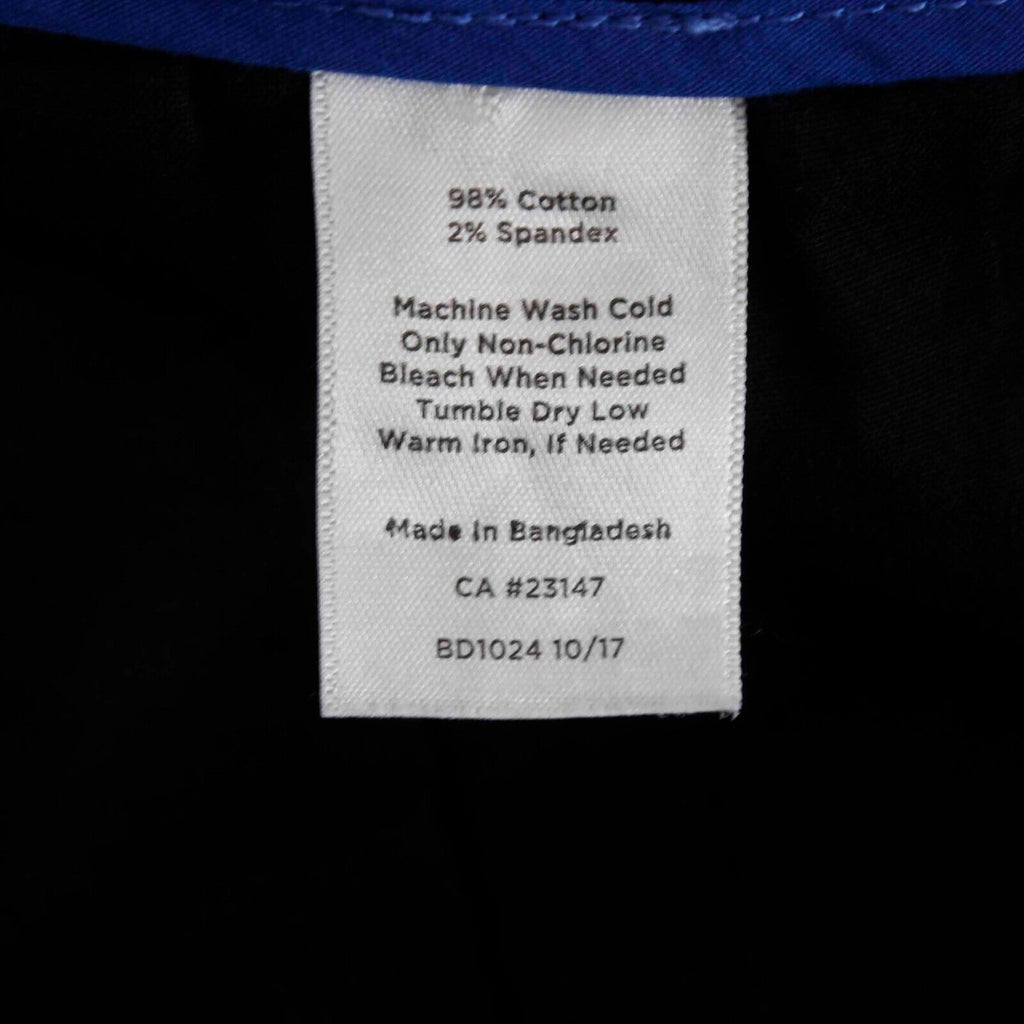 98% Cotton
2% Spandex
Machine Wash Cold
Only Non-Chlorine
Bleach When Needed
Tumble Dry Low
Warm Iron, If Needed
Made In Bangladesh
CA #23147
BD1024 10/17